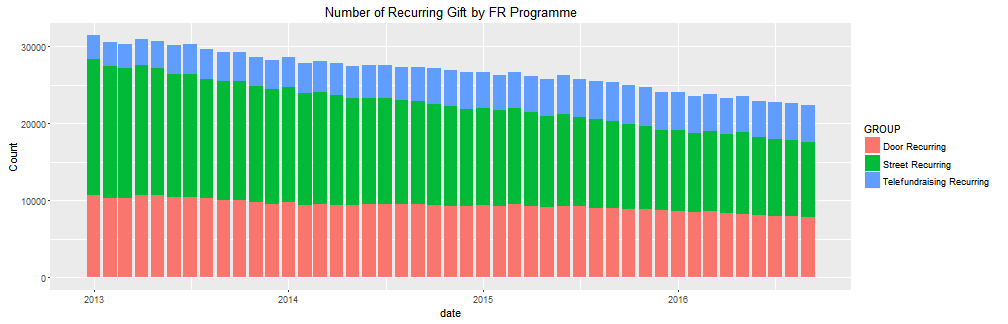 Number of Recurring Gift by FR Programme
Count
30000
20000
10000
0
2013
2014
2015
2016
date
GROUP
Door Recurring
Street Recurring
Telefundraising Recurring